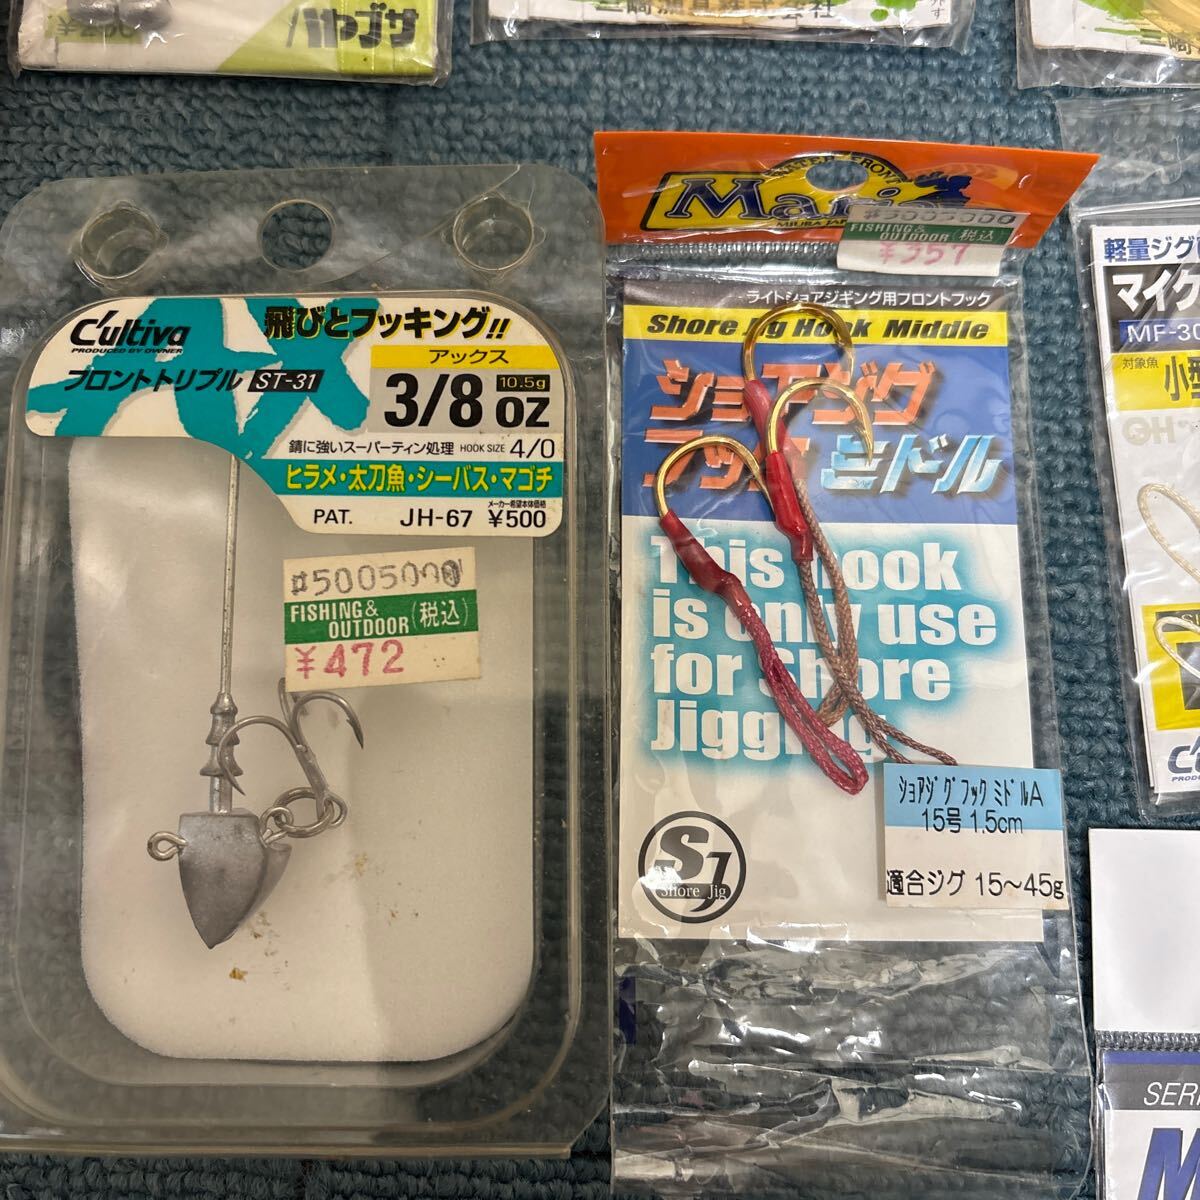 ハヤブサ
C'ultiva
PRODUCED BY OWNER
飛びとフッキング!!
アックス
フロントトリプル ST-31
3/8 oz
10.5g
錆に強いスーパーティン処理 HOOK SIZE 4/0
ヒラメ・太刀魚・シーバス・マゴチ
メーカー希望本体価格
PAT. JH-67 ¥500
FISHING &
OUTDOOR (税込)
¥472
WATER FRONT
FISHING &
OUTDOOR (税込)
¥357
ライトショアジギング用フロントフック
Shore Jig Hook Middle
ショアジグ
フック ミドル
This hook
is only use
for Shore
Jigging
ショアジグフックミドルA
15号 1.5cm
適合ジグ 15〜45g
SJ
Shore Jig
軽量ジグ
マイク
MF-30
対象魚
小型